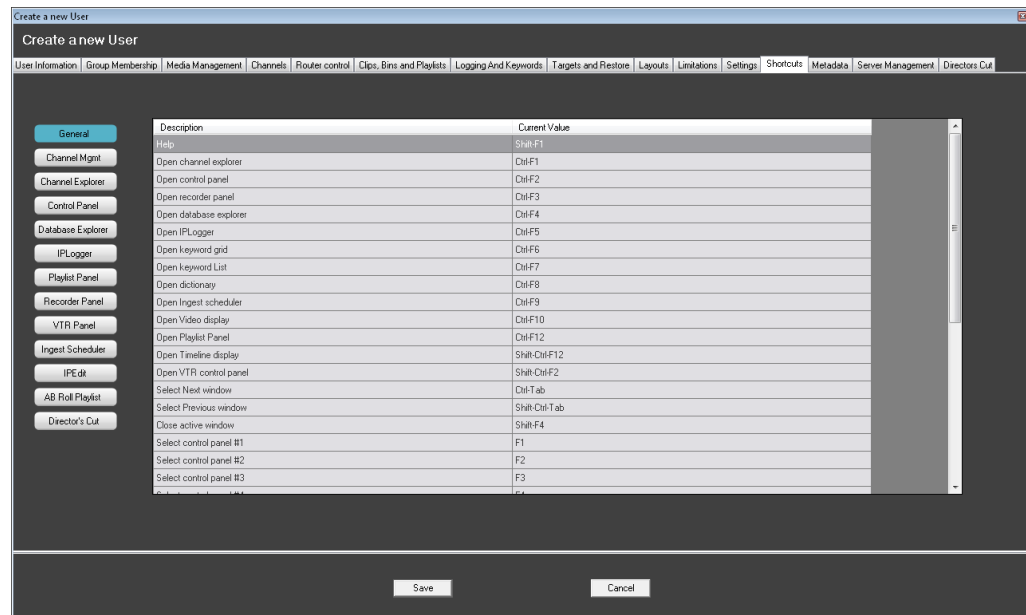 Create a new User
Create a new User
User Information Group Membership Media Management Channels Router control Clips, Bins and Playlists Logging And Keywords Targets and Restore Layouts Limitations Settings Shortcuts Metadata Server Management Directors Cut
General
Channel Mgmt
Channel Explorer
Control Panel
Database Explorer
IPLogger
Playlist Panel
Recorder Panel
VTR Panel
Ingest Scheduler
IPEdit
AB Roll Playlist
Director's Cut
Description Current Value
Help Shift-F1
Open channel explorer Ctrl-F1
Open control panel Ctrl-F2
Open recorder panel Ctrl-F3
Open database explorer Ctrl-F4
Open IPLogger Ctrl-F5
Open keyword grid Ctrl-F6
Open keyword List Ctrl-F7
Open dictionary Ctrl-F8
Open Ingest scheduler Ctrl-F9
Open Video display Ctrl-F10
Open Playlist Panel Ctrl-F12
Open Timeline display Shift-Ctrl-F12
Open VTR control panel Shift-Ctrl-F2
Select Next window Ctrl-Tab
Select Previous window Shift-Ctrl-Tab
Close active window Shift-F4
Select control panel #1 F1
Select control panel #2 F2
Select control panel #3 F3
Save Cancel